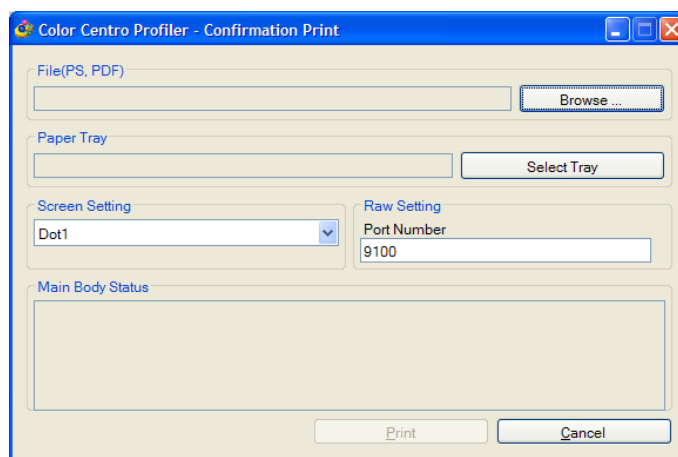 Color Centro Profiler - Confirmation Print
File(PS, PDF)
Browse ...
Paper Tray
Select Tray
Screen Setting
Dot1
Raw Setting
Port Number
9100
Main Body Status
Print
Cancel